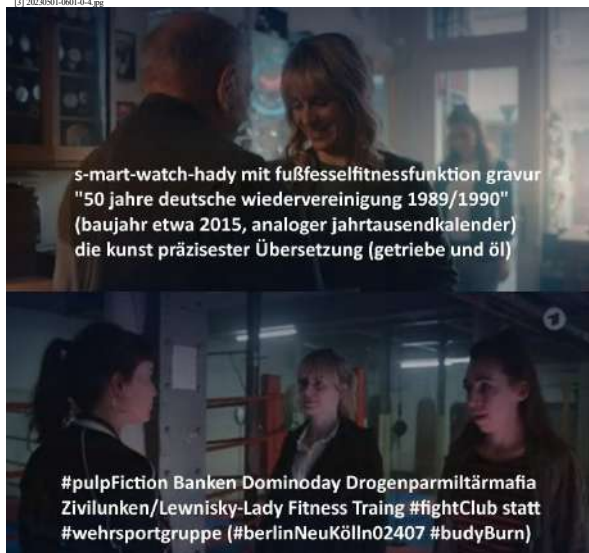 [3] 20230501-0601-0-4.jpg
s-mart-watch-hady mit fußfesselfitnessfunktion gravur
"50 jahre deutsche wiedervereinigung 1989/1990"
(baujahr etwa 2015, analoger jahrtausendkalender)
die kunst präzisester Übersetzung (getriebe und öl)
#pulpFiction Banken Dominoday Drogenparmiltärmafia
Zivilunken/Lewnisky-Lady Fitness Traing #fightClub statt
#wehrsportgruppe (#berlinNeuKölln02407 #budyBurn)